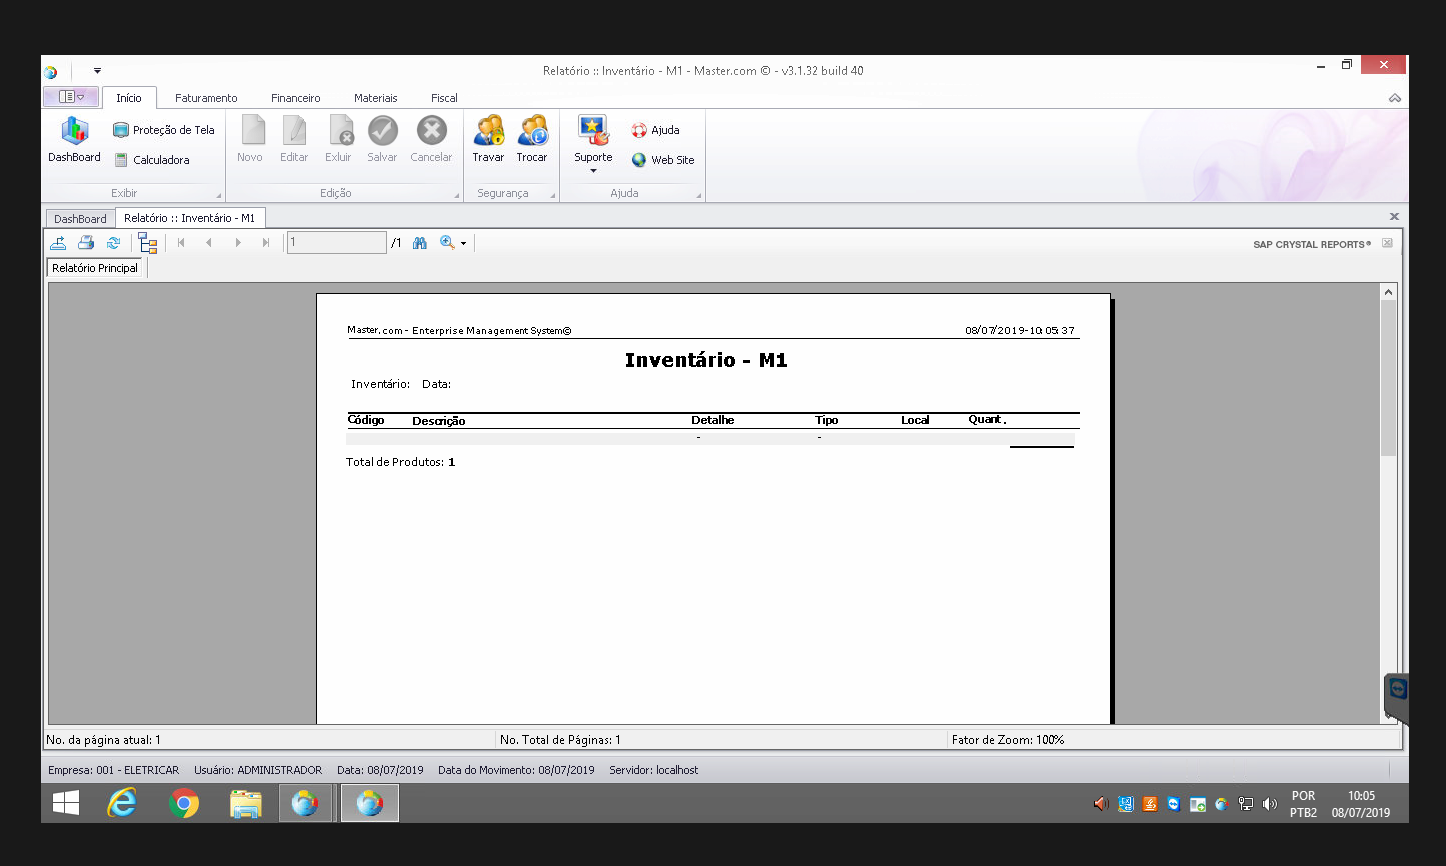 Relatório :: Inventário - M1 - Master.com © - v3.1.32 build 40
Início Faturamento Financeiro Materiais Fiscal
DashBoard Proteção de Tela Calculadora Novo Editar Exluir Salvar Cancelar Travar Trocar Suporte Ajuda Web Site
Exibir Edição Segurança Ajuda
DashBoard Relatório :: Inventário - M1
1 /1 SAP CRYSTAL REPORTS®
Relatório Principal
Master.com - Enterprise Management System© 08/07/2019-10:05:37
Inventário - M1
Inventário: Data:
Código Descrição Detalhe Tipo Local Quant.
- -
Total de Produtos: 1
No. da página atual: 1 No. Total de Páginas: 1 Fator de Zoom: 100%
Empresa: 001 - ELETRICAR Usuário: ADMINISTRADOR Data: 08/07/2019 Data do Movimento: 08/07/2019 Servidor: localhost
POR 10:05
PTB2 08/07/2019